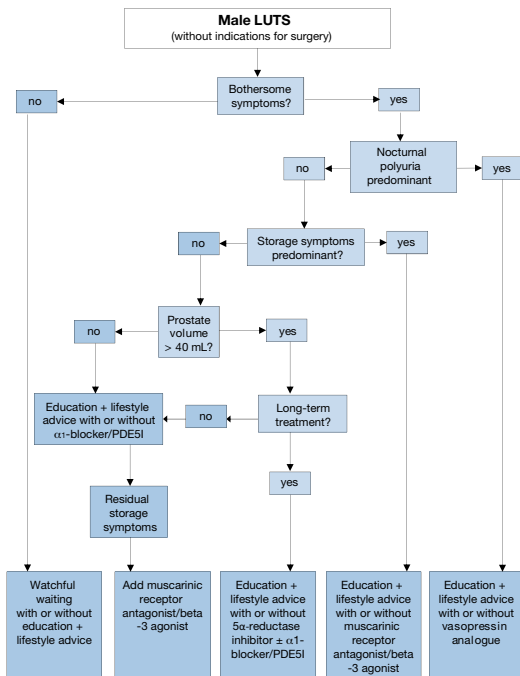 Male LUTS
(without indications for surgery)
Bothersome
symptoms?
no
yes
Nocturnal
polyuria
predominant
no
yes
Storage symptoms
predominant?
no
yes
Prostate
volume
> 40 mL?
no
yes
Education + lifestyle
advice with or without
α1-blocker/PDE5I
no
Long-term
treatment?
yes
Residual
storage
symptoms
Watchful
waiting
with or without
education +
lifestyle advice
Add muscarinic
receptor
antagonist/beta
-3 agonist
Education +
lifestyle advice
with or without
5α-reductase
inhibitor ± α1-
blocker/PDE5I
Education +
lifestyle advice
with or without
muscarinic
receptor
antagonist/beta
-3 agonist
Education +
lifestyle advice
with or without
vasopressin
analogue